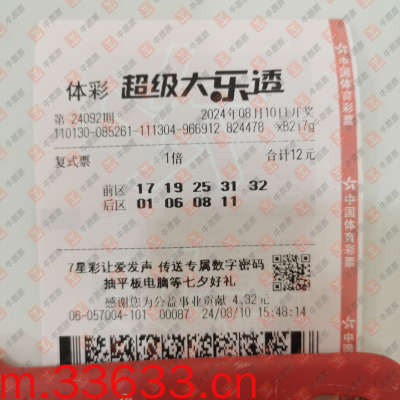 体彩 超级大乐透
第 24092期 2024年08月10日开奖
110130-085261-111304-966912 824478 xB2i7g
复式票 1倍 合计12元
前区 17 19 25 31 32
后区 01 06 08 11
7星彩让爱发声 传送专属数字密码
抽平板电脑等七夕好礼
感谢您为公益事业贡献 4.32元
06-057004-101 00087 24/08/10 15:48:14
中国体育彩票
中国体育彩票
m.33633.cn